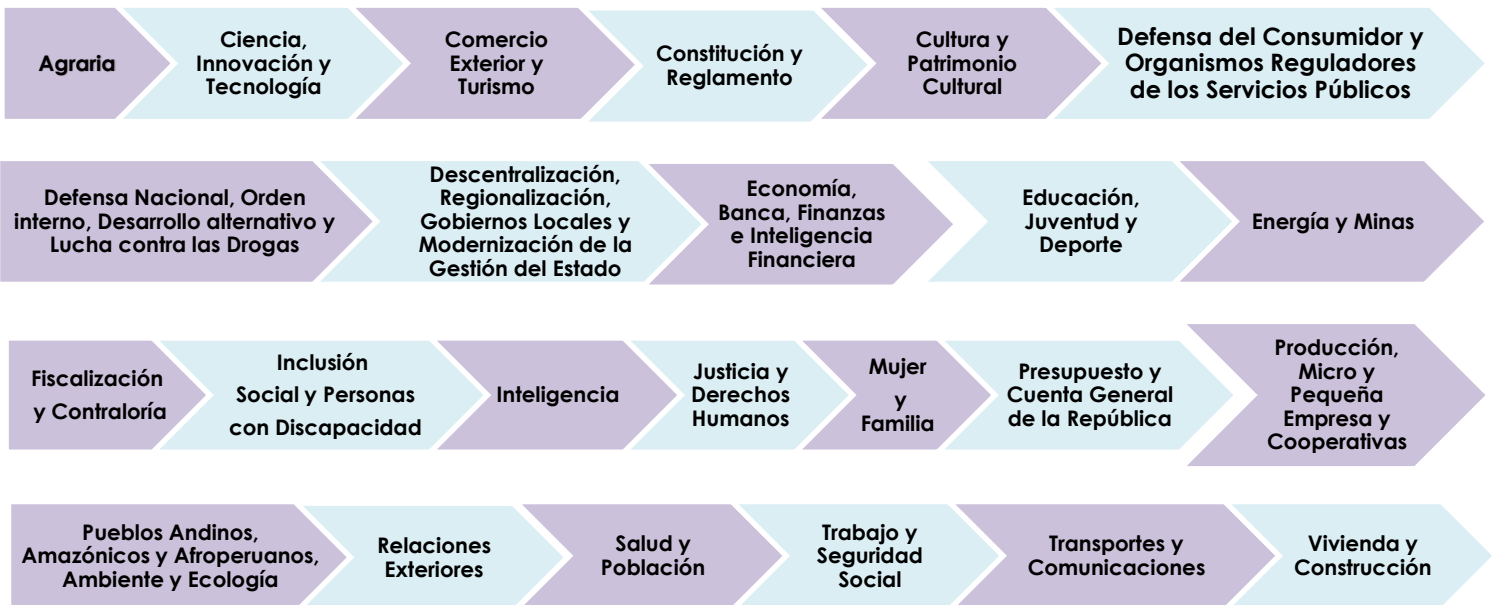 Agraria
Ciencia,
Innovación y
Tecnología
Comercio
Exterior y
Turismo
Constitución y
Reglamento
Cultura y
Patrimonio
Cultural
Defensa del Consumidor y
Organismos Reguladores
de los Servicios Públicos
Defensa Nacional, Orden
interno, Desarrollo alternativo y
Lucha contra las Drogas
Descentralización,
Regionalización,
Gobiernos Locales y
Modernización de la
Gestión del Estado
Economía,
Banca, Finanzas
e Inteligencia
Financiera
Educación,
Juventud y
Deporte
Energía y Minas
Fiscalización
y Contraloría
Inclusión
Social y Personas
con Discapacidad
Inteligencia
Justicia y
Derechos
Humanos
Mujer
y
Familia
Presupuesto y
Cuenta General
de la República
Producción,
Micro y
Pequeña
Empresa y
Cooperativas
Pueblos Andinos,
Amazónicos y Afroperuanos,
Ambiente y Ecología
Relaciones
Exteriores
Salud y
Población
Trabajo y
Seguridad
Social
Transportes y
Comunicaciones
Vivienda y
Construcción